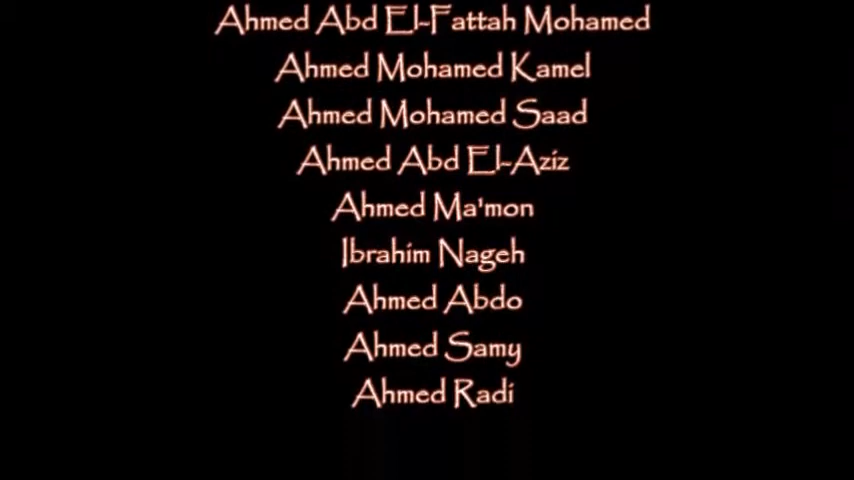 Ahmed Abd El-Fattah Mohamed
Ahmed Mohamed Kamel
Ahmed Mohamed Saad
Ahmed Abd El-Aziz
Ahmed Ma'mon
Ibrahim Nageh
Ahmed Abdo
Ahmed Samy
Ahmed Radi